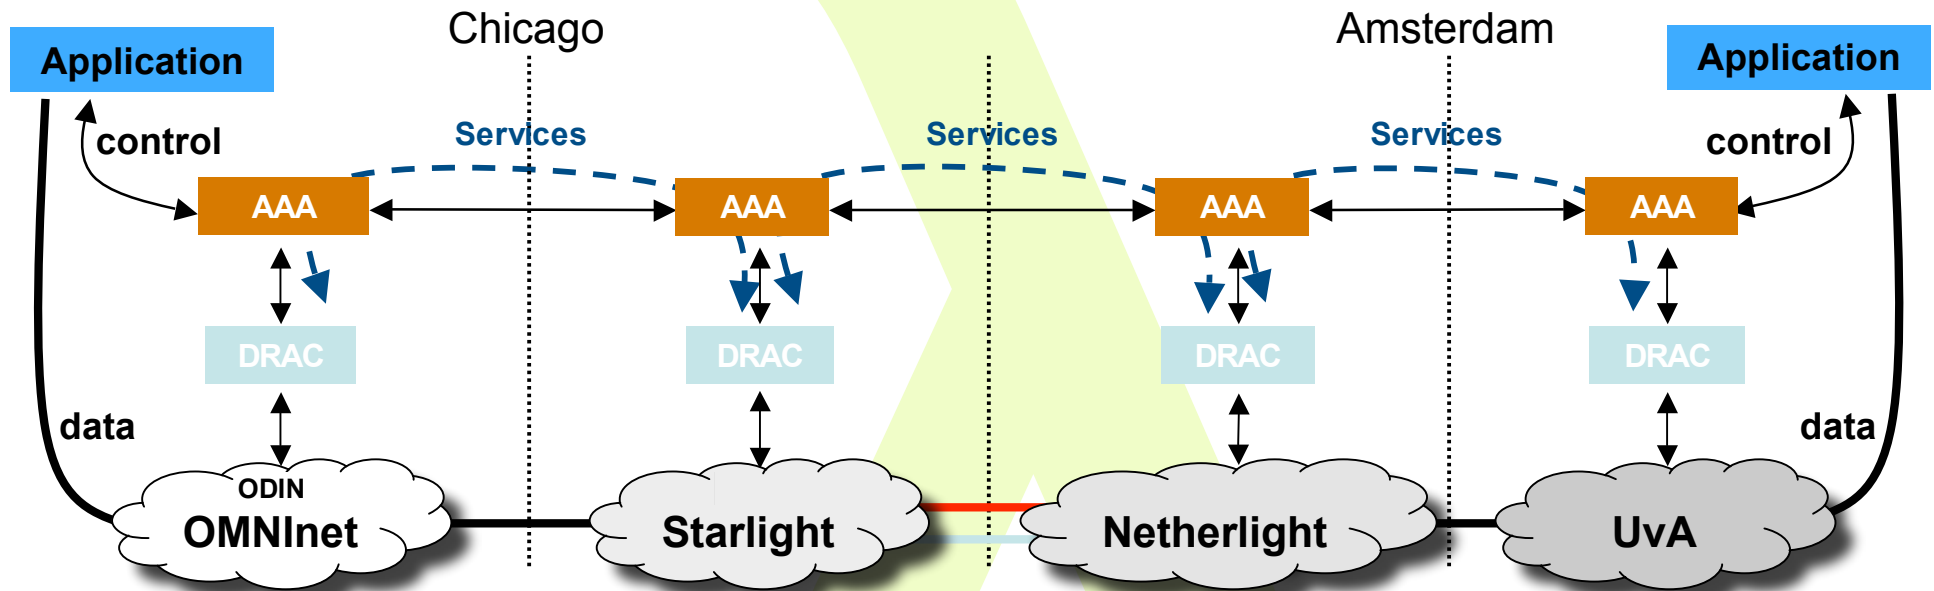 Chicago
Amsterdam
Application
Application
control
Services
Services
Services
control
AAA
AAA
AAA
AAA
DRAC
DRAC
DRAC
DRAC
data
data
ODIN
OMNInet
Starlight
Netherlight
UvA